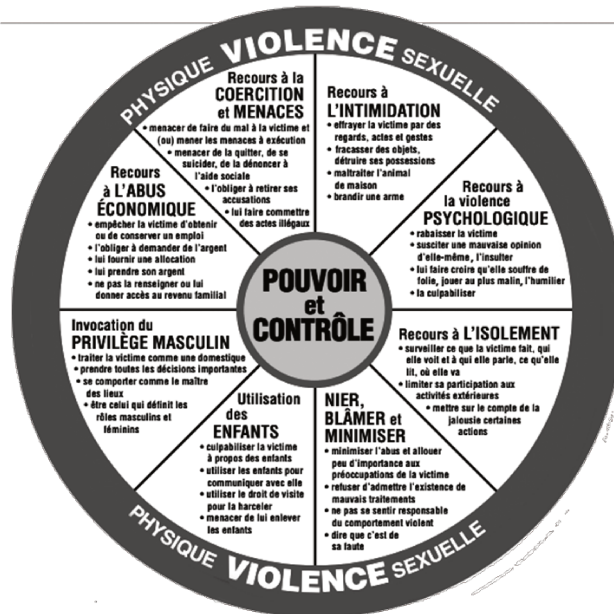 PHYSIQUE VIOLENCE SEXUELLE
Recours à la
COERCITION
et MENACES
• menacer de faire du mal à la victime et
(ou) mener les menaces à exécution
• menacer de la quitter, de se
suicider, de la dénoncer à
l'aide sociale
• l'obliger à retirer ses
accusations
• lui faire commettre
des actes illégaux
Recours à
L'INTIMIDATION
• effrayer la victime par des
regards, actes et gestes
• fracasser des objets,
détruire ses possessions
• maltraiter l'animal
de maison
• brandir une arme
Recours à
la violence
PSYCHOLOGIQUE
• rabaisser la victime
• susciter une mauvaise opinion
d'elle-même, l'insulter
• lui faire croire qu'elle souffre de
folie, jouer au plus malin, l'humilier
• la culpabiliser
Recours à L'ISOLEMENT
• surveiller ce que la victime fait, qui
elle voit et à qui elle parle, ce qu'elle
lit, où elle va
• limiter sa participation aux
activités extérieures
• mettre sur le compte de la
jalousie certaines
actions
NIER,
BLÂMER et
MINIMISER
• minimiser l'abus et allouer
peu d'importance aux
préoccupations de la victime
• refuser d'admettre l'existence de
mauvais traitements
• ne pas se sentir responsable
du comportement violent
• dire que c'est de
sa faute
Utilisation
des
ENFANTS
• culpabiliser la victime
à propos des enfants
• utiliser les enfants pour
communiquer avec elle
• utiliser le droit de visite
pour la harceler
• menacer de lui enlever
les enfants
Invocation du
PRIVILÈGE MASCULIN
• traiter la victime comme une domestique
• prendre toutes les décisions importantes
• se comporter comme le maître
des lieux
• être celui qui définit les
rôles masculins et
féminins
Recours
à L'ABUS
ÉCONOMIQUE
• empêcher la victime d'obtenir
ou de conserver un emploi
• l'obliger à demander de l'argent
• lui fournir une allocation
• lui prendre son argent
• ne pas la renseigner ou lui
donner accès au revenu familial
POUVOIR
et
CONTRÔLE
PHYSIQUE VIOLENCE SEXUELLE